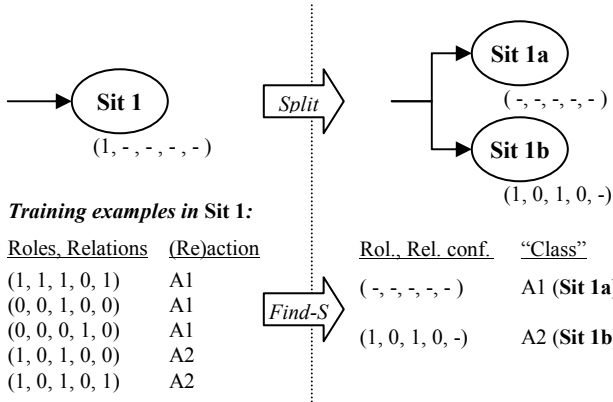 Sit 1
(1, - , - , - , - )
Split
Sit 1a
( -, -, -, -, - )
Sit 1b
(1, 0, 1, 0, -)
Training examples in Sit 1:
Roles, Relations (Re)action
(1, 1, 1, 0, 1) A1
(0, 0, 1, 0, 0) A1
(0, 0, 0, 1, 0) A1
(1, 0, 1, 0, 0) A2
(1, 0, 1, 0, 1) A2
Find-S
Rol., Rel. conf. “Class”
( -, -, -, -, - ) A1 (Sit 1a)
(1, 0, 1, 0, -) A2 (Sit 1b